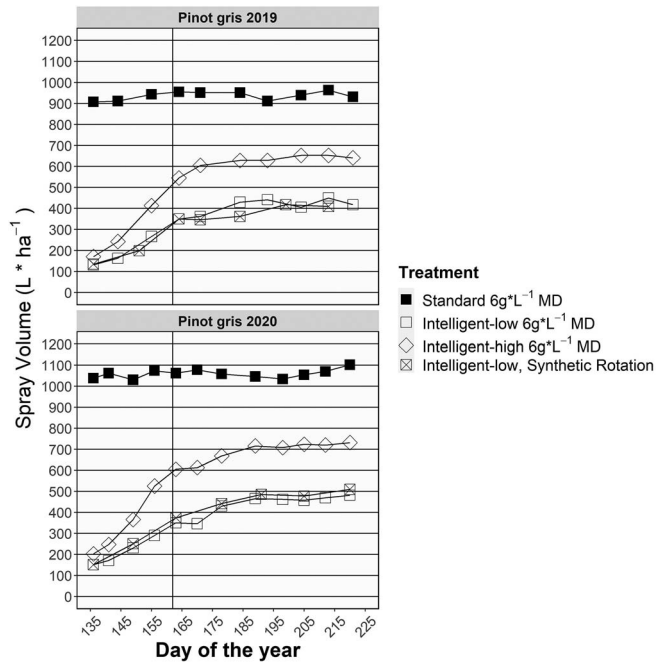 Pinot gris 2019
1200
1100
1000
900
800
700
600
500
400
300
200
100
0
Pinot gris 2020
1200
1100
1000
900
800
700
600
500
400
300
200
100
0
135 145 155 165 175 185 195 205 215 225
Day of the year
Spray Volume (L * ha⁻¹ )
Treatment
Standard 6g*L⁻¹ MD
Intelligent-low 6g*L⁻¹ MD
Intelligent-high 6g*L⁻¹ MD
Intelligent-low, Synthetic Rotation